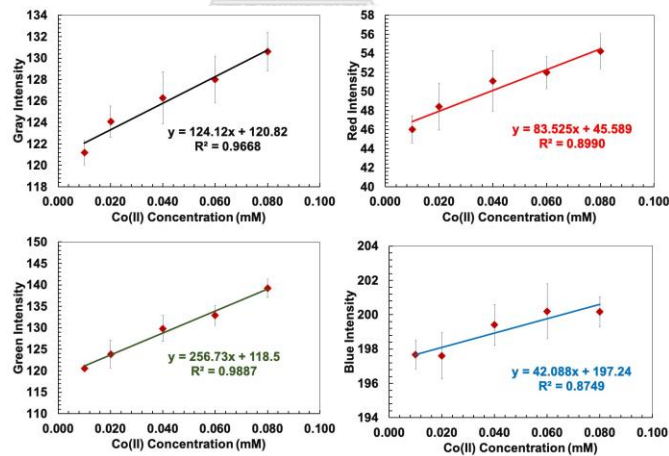 134
132
130
128
126
124
122
120
118
Gray Intensity
y = 124.12x + 120.82
R² = 0.9668
0.000 0.020 0.040 0.060 0.080 0.100
Co(II) Concentration (mM)
58
56
54
52
50
48
46
44
42
40
Red Intensity
y = 83.525x + 45.589
R² = 0.8990
0.000 0.020 0.040 0.060 0.080 0.100
Co(II) Concentration (mM)
150
145
140
135
130
125
120
115
110
Green Intensity
y = 256.73x + 118.5
R² = 0.9887
0.000 0.020 0.040 0.060 0.080 0.100
Co(II) Concentration (mM)
204
202
200
198
196
194
Blue Intensity
y = 42.088x + 197.24
R² = 0.8749
0.000 0.020 0.040 0.060 0.080 0.100
Co(II) Concentration (mM)